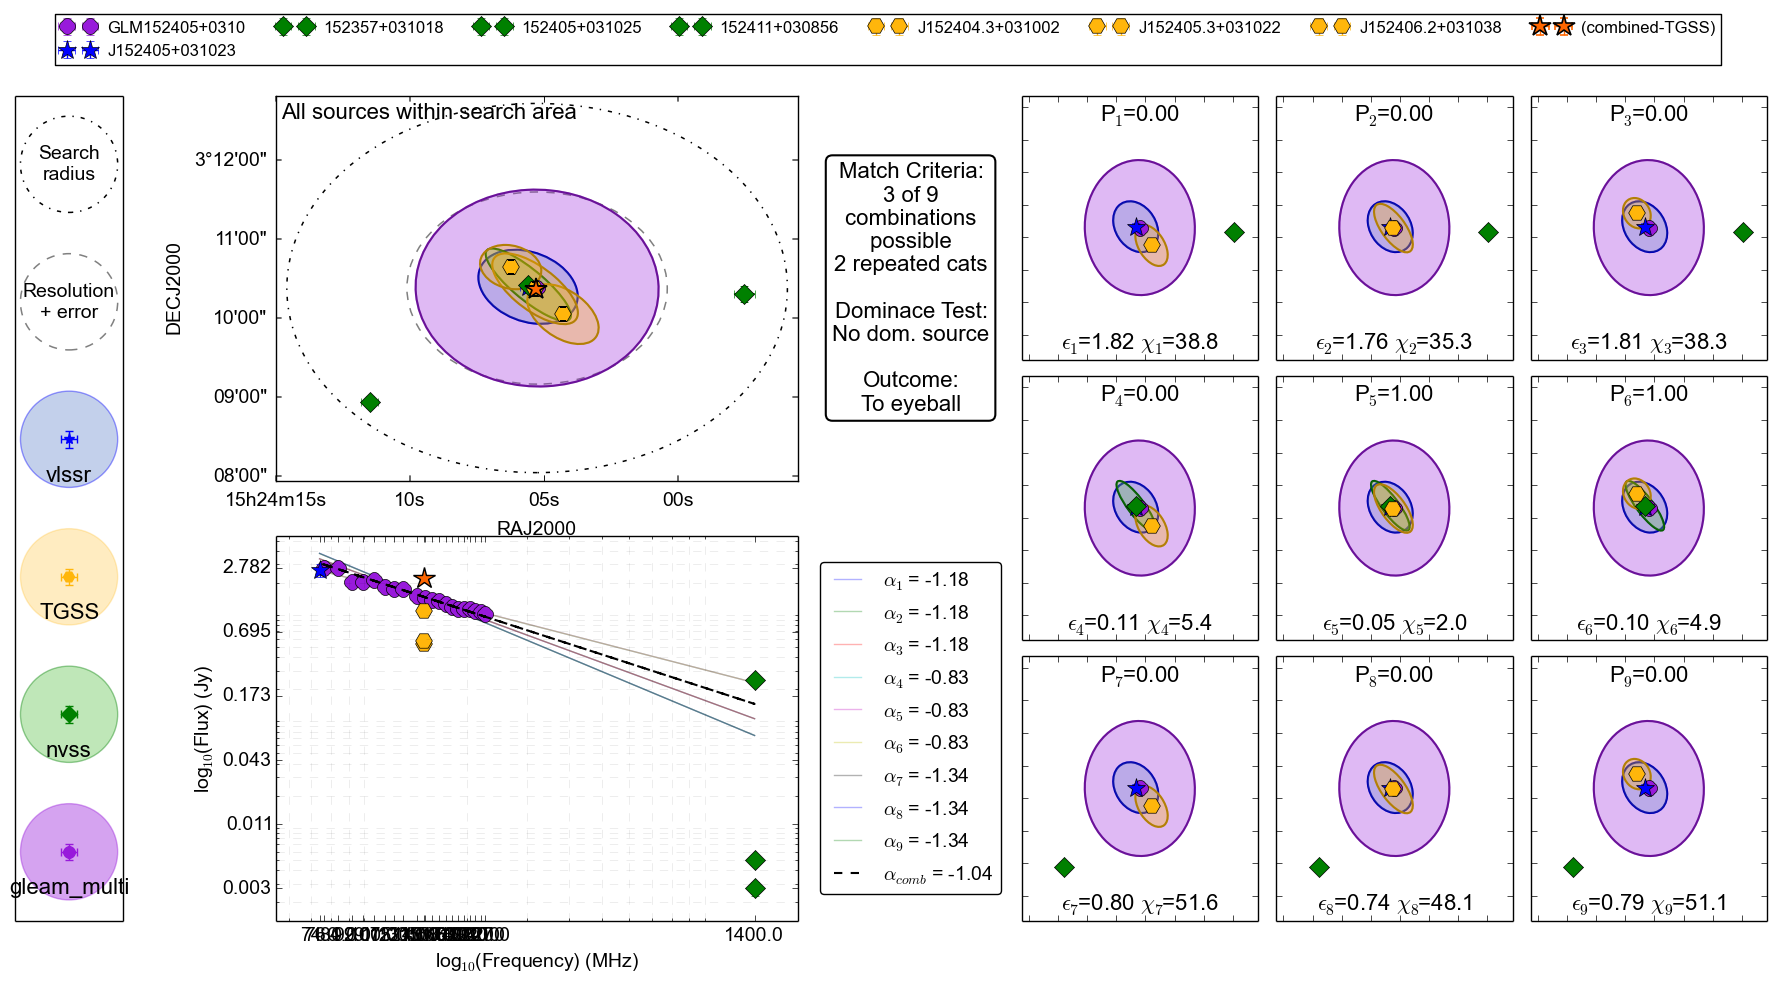 GLM152405+0310
152357+031018
152405+031025
152411+030856
J152404.3+031002
J152405.3+031022
J152406.2+031038
(combined-TGSS)
J152405+031023
Search
radius
Resolution
+ error
vlssr
TGSS
nvss
gleam_multi
All sources within search area
DECJ2000
3°12'00"
11'00"
10'00"
09'00"
08'00"
15h24m15s
10s
05s
00s
RAJ2000
Match Criteria:
3 of 9
combinations
possible
2 repeated cats
Dominace Test:
No dom. source
Outcome:
To eyeball
log10(Flux) (Jy)
2.782
0.695
0.173
0.043
0.011
0.003
1400.0
log10(Frequency) (MHz)
α1 = -1.18
α2 = -1.18
α3 = -1.18
α4 = -0.83
α5 = -0.83
α6 = -0.83
α7 = -1.34
α8 = -1.34
α9 = -1.34
αcomb = -1.04
P1=0.00
ϵ1=1.82 χ1=38.8
P2=0.00
ϵ2=1.76 χ2=35.3
P3=0.00
ϵ3=1.81 χ3=38.3
P4=0.00
ϵ4=0.11 χ4=5.4
P5=1.00
ϵ5=0.05 χ5=2.0
P6=1.00
ϵ6=0.10 χ6=4.9
P7=0.00
ϵ7=0.80 χ7=51.6
P8=0.00
ϵ8=0.74 χ8=48.1
P9=0.00
ϵ9=0.79 χ9=51.1